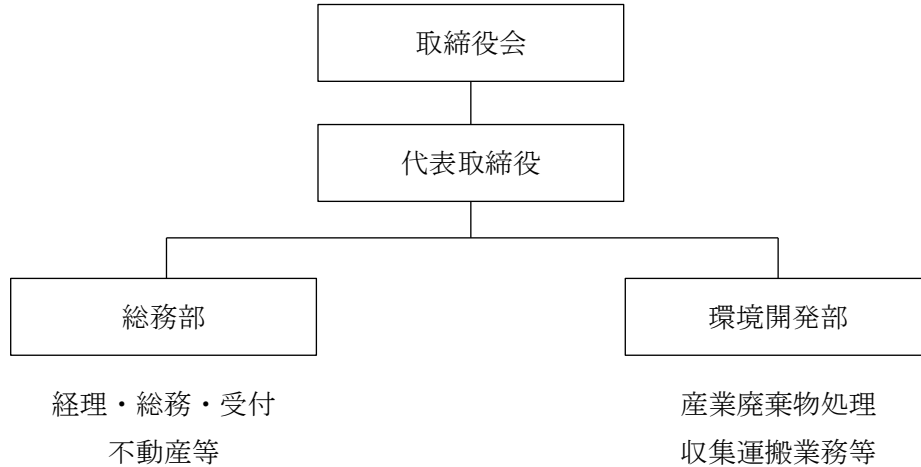 取締役会
代表取締役
総務部
環境開発部
経理・総務・受付
不動産等
産業廃棄物処理
収集運搬業務等